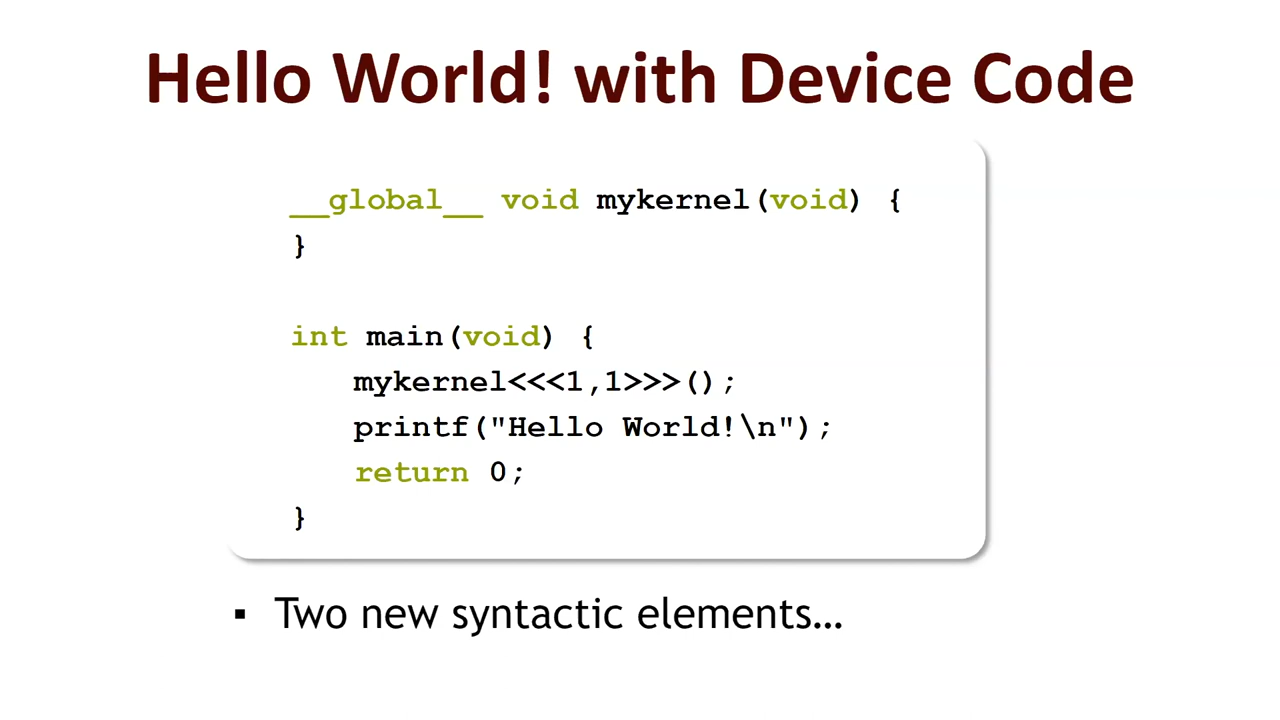 Hello World! with Device Code
__global__ void mykernel(void) {
}
int main(void) {
mykernel<<<1,1>>>();
printf("Hello World!\n");
return 0;
}
▪ Two new syntactic elements…